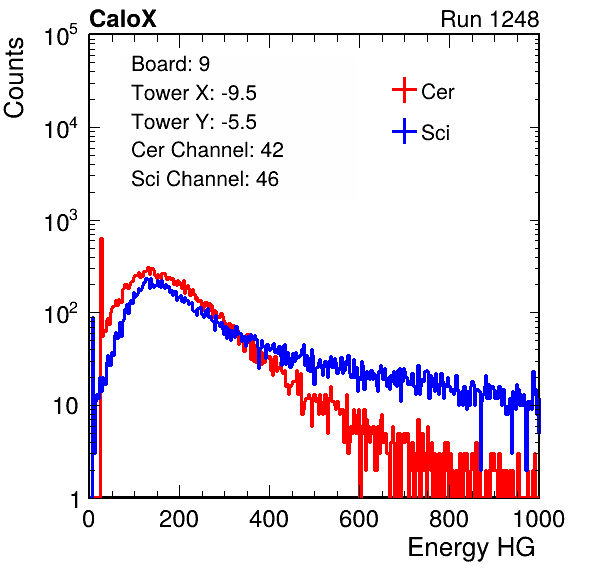 CaloX Run 1248
Counts
Board: 9
Tower X: -9.5
Tower Y: -5.5
Cer Channel: 42
Sci Channel: 46
Cer
Sci
10^5
10^4
10^3
10^2
10
1
0 200 400 600 800 1000
Energy HG